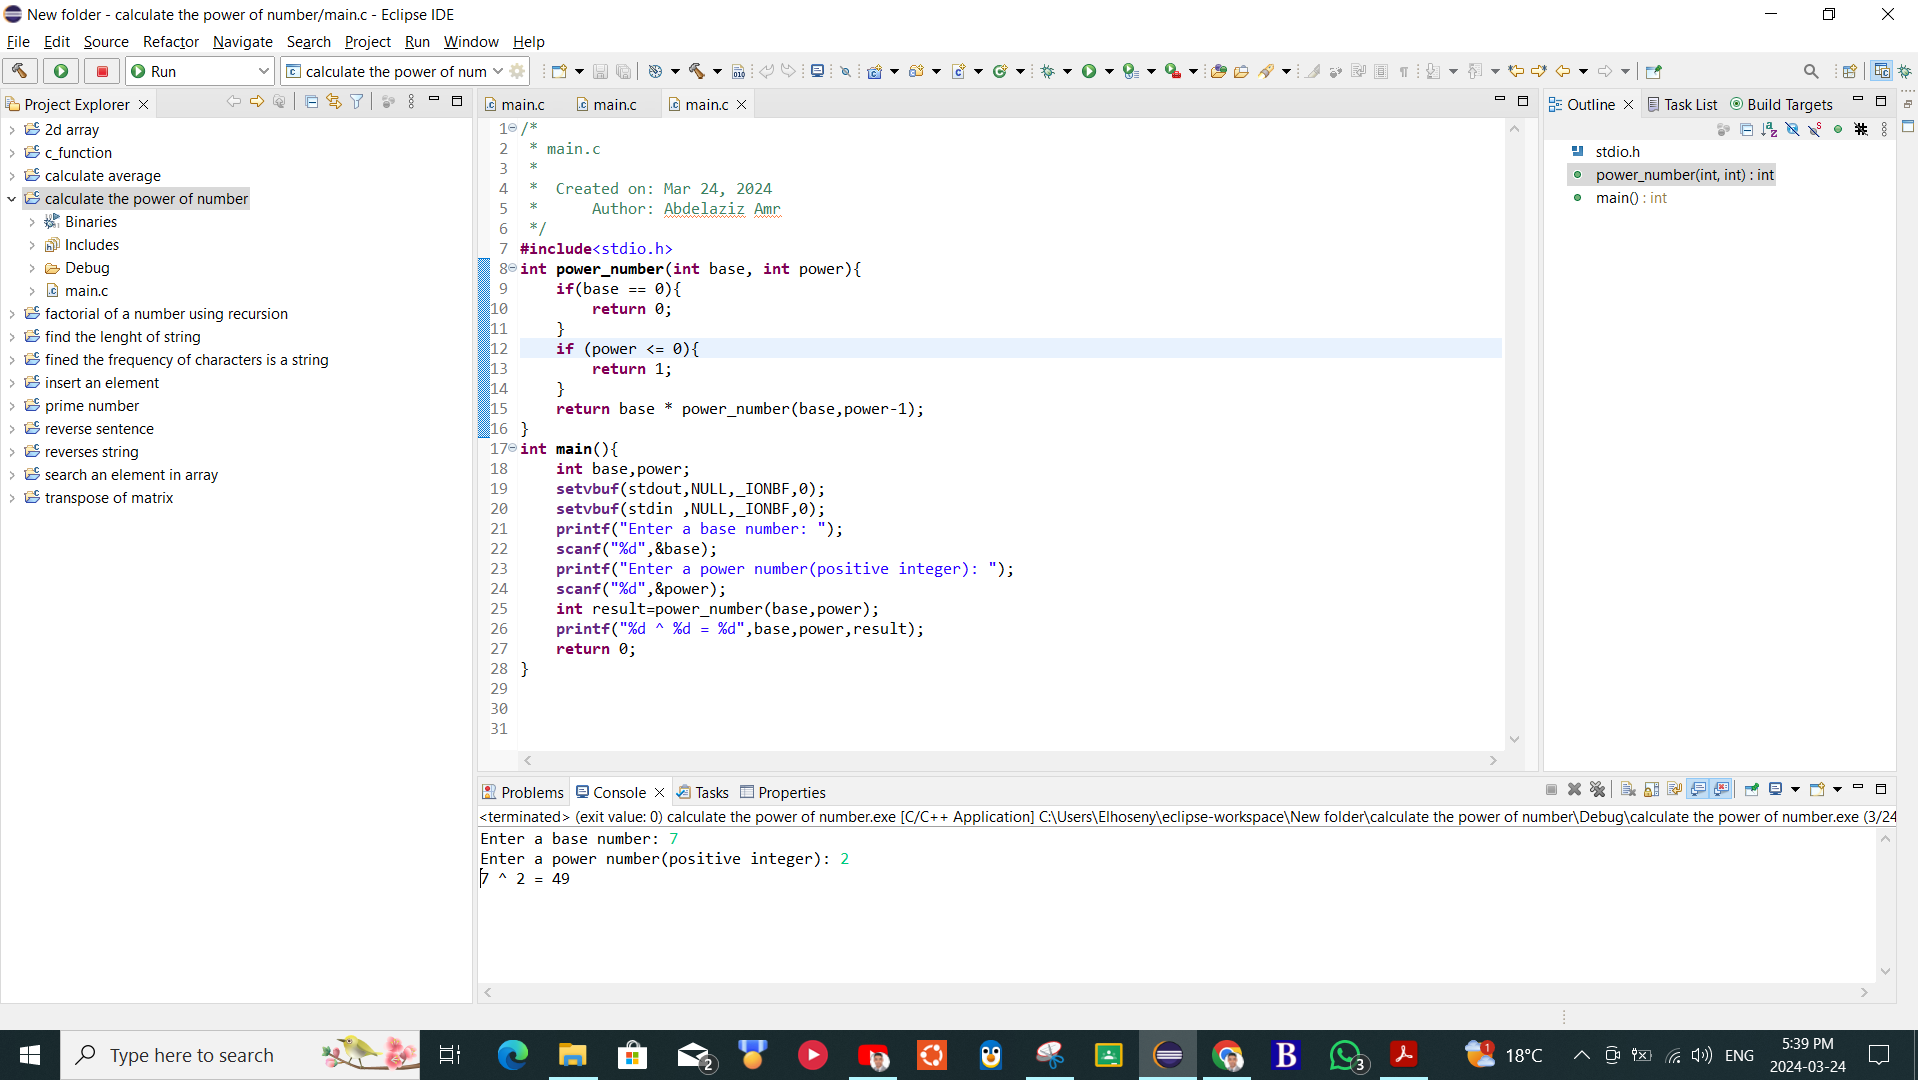 New folder - calculate the power of number/main.c - Eclipse IDE
File Edit Source Refactor Navigate Search Project Run Window Help
Run
calculate the power of num
Project Explorer
2d array
c_function
calculate average
calculate the power of number
Binaries
Includes
Debug
main.c
factorial of a number using recursion
find the lenght of string
fined the frequency of characters is a string
insert an element
prime number
reverse sentence
reverses string
search an element in array
transpose of matrix
main.c main.c main.c
1 /*
2  * main.c
3  *
4  *  Created on: Mar 24, 2024
5  *      Author: Abdelaziz Amr
6  */
7 #include<stdio.h>
8 int power_number(int base, int power){
9     if(base == 0){
10         return 0;
11     }
12     if (power <= 0){
13         return 1;
14     }
15     return base * power_number(base,power-1);
16 }
17 int main(){
18     int base,power;
19     setvbuf(stdout,NULL,_IONBF,0);
20     setvbuf(stdin ,NULL,_IONBF,0);
21     printf("Enter a base number: ");
22     scanf("%d",&base);
23     printf("Enter a power number(positive integer): ");
24     scanf("%d",&power);
25     int result=power_number(base,power);
26     printf("%d ^ %d = %d",base,power,result);
27     return 0;
28 }
29
30
31
Outline Task List Build Targets
stdio.h
power_number(int, int) : int
main() : int
Problems Console Tasks Properties
<terminated> (exit value: 0) calculate the power of number.exe [C/C++ Application] C:\Users\Elhoseny\eclipse-workspace\New folder\calculate the power of number\Debug\calculate the power of number.exe (3/24
Enter a base number: 7
Enter a power number(positive integer): 2
7 ^ 2 = 49
Type here to search
2
B
3
1
18°C
ENG
5:39 PM
2024-03-24